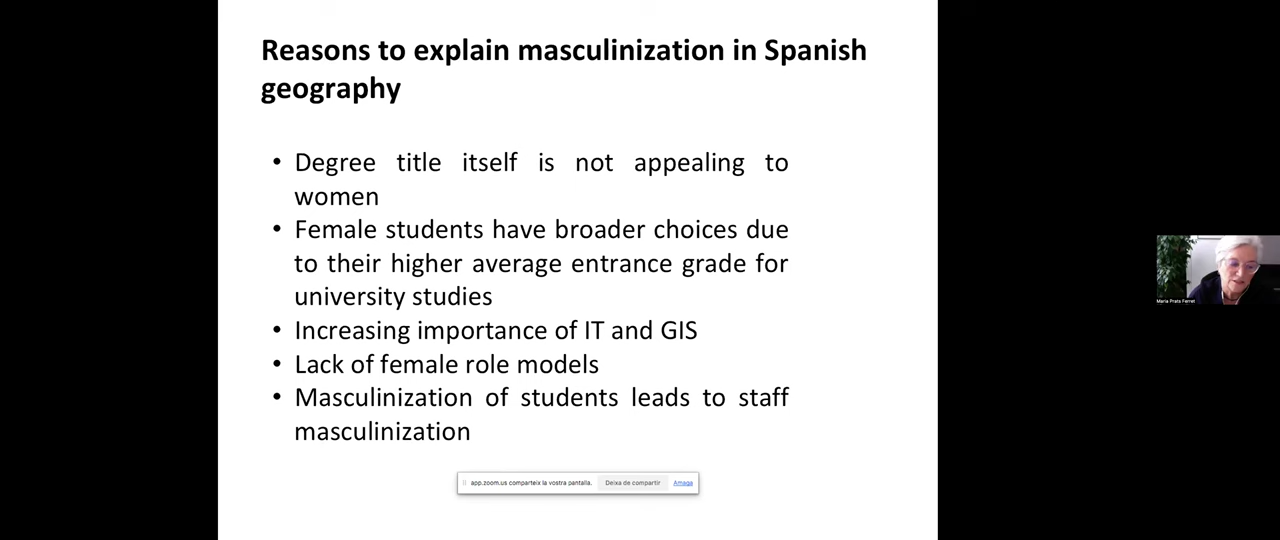 Reasons to explain masculinization in Spanish
geography
• Degree title itself is not appealing to
women
• Female students have broader choices due
to their higher average entrance grade for
university studies
• Increasing importance of IT and GIS
• Lack of female role models
• Masculinization of students leads to staff
masculinization
app.zoom.us comparteix la vostra pantalla. Deixa de compartir Amaga
Maria Prats Ferret